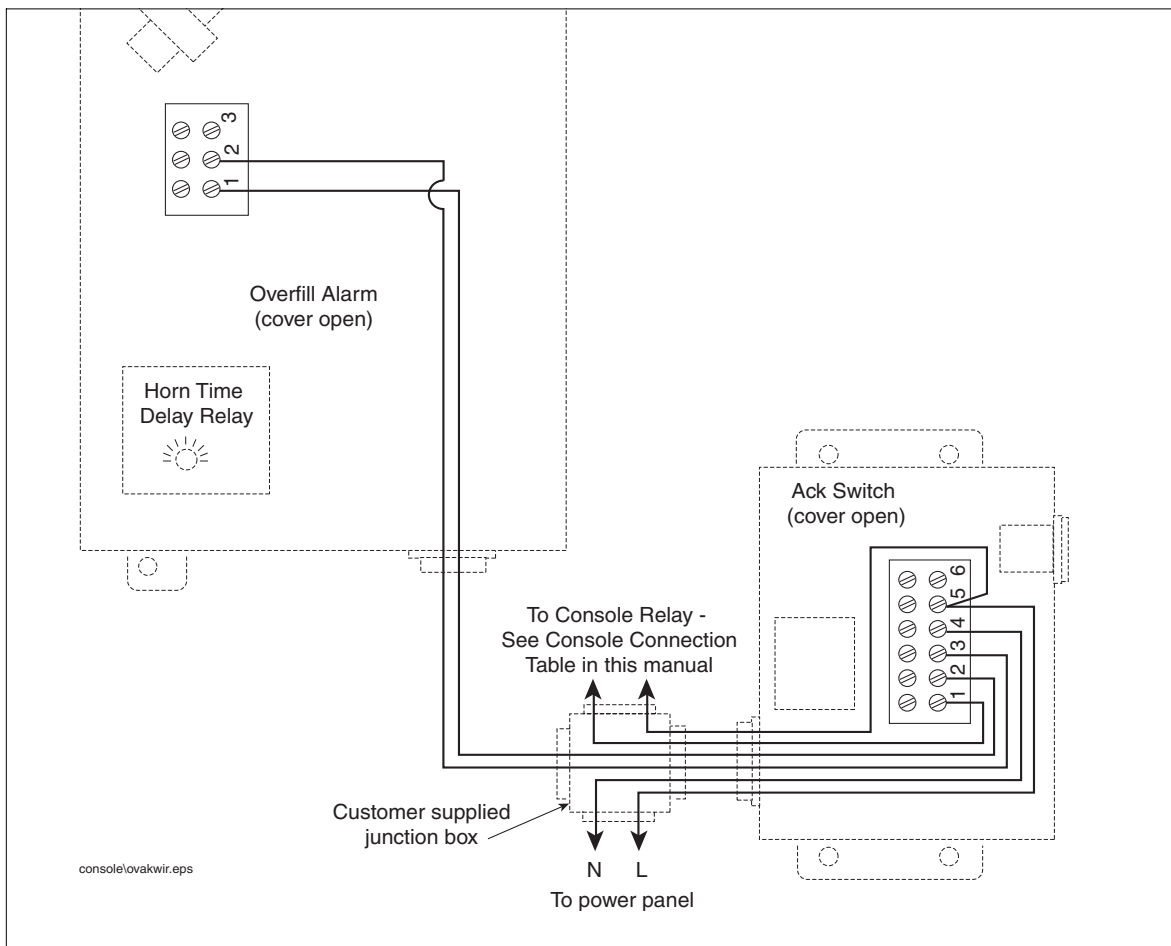 3
2
1
Overfill Alarm
(cover open)
Horn Time
Delay Relay
Ack Switch
(cover open)
6
5
4
3
2
1
To Console Relay -
See Console Connection
Table in this manual
Customer supplied
junction box
N L
To power panel
console\ovakwir.eps